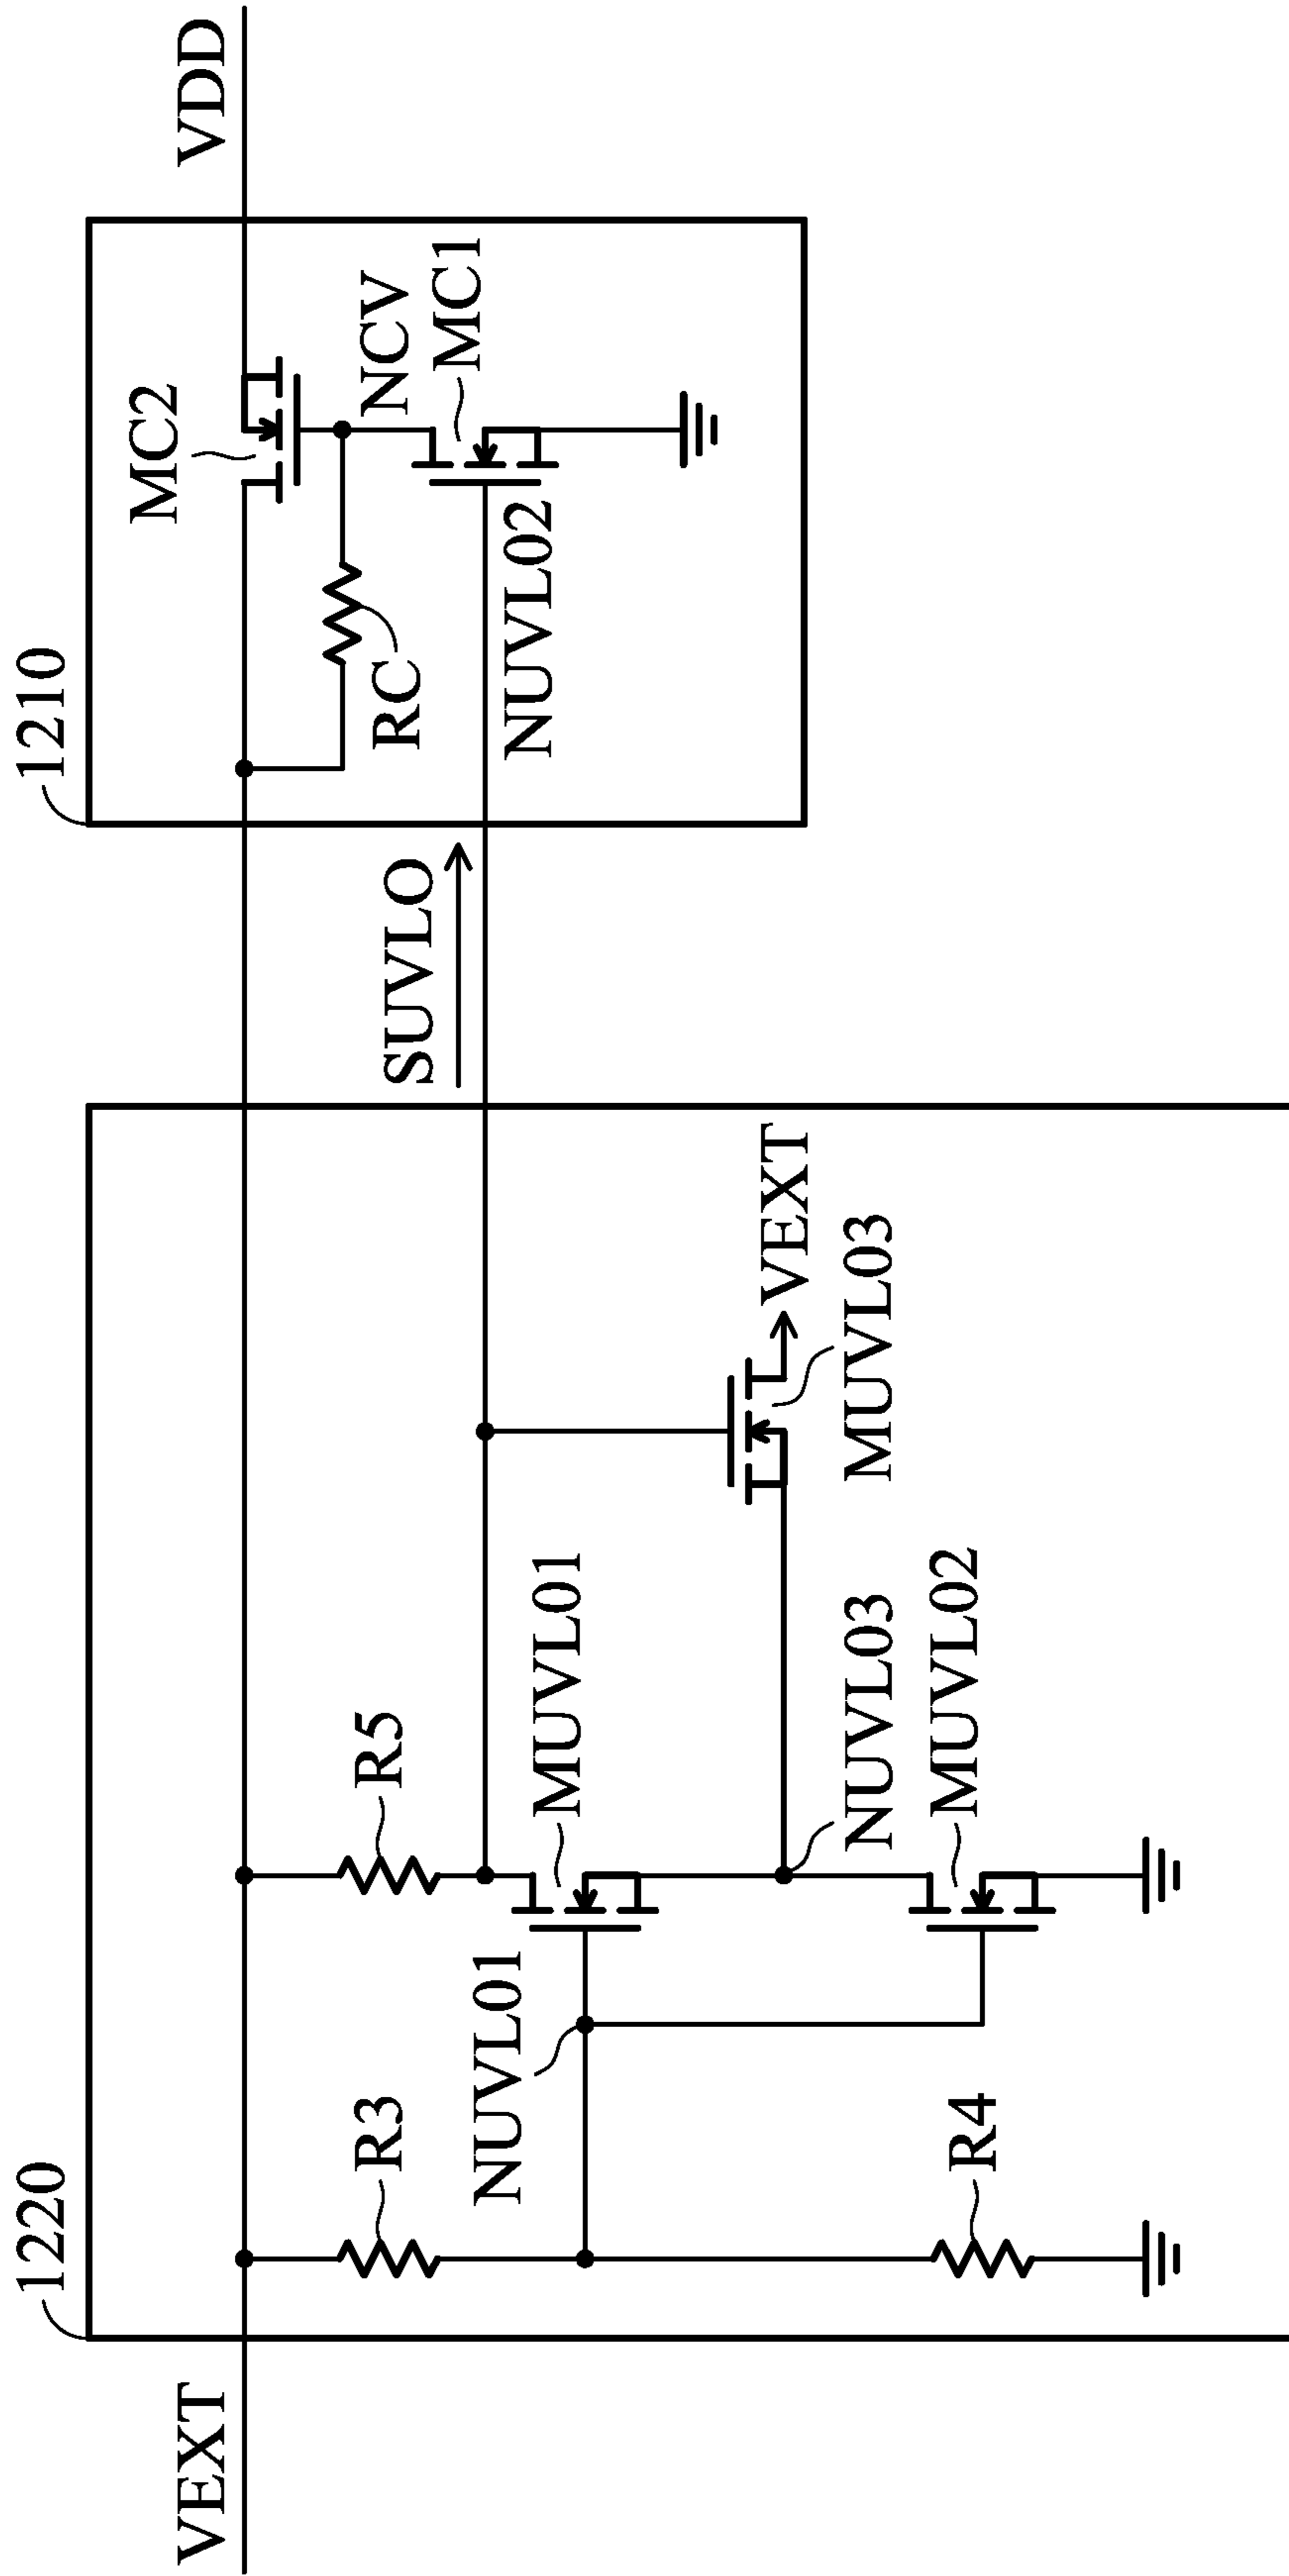 1220
1210
VEXT
VDD
R3
R5
SUVLO
MC2
RC
NCV
MC1
NUVL01
MUVL01
NUVL02
VEXT
NUVL03
MUVL03
R4
MUVL02